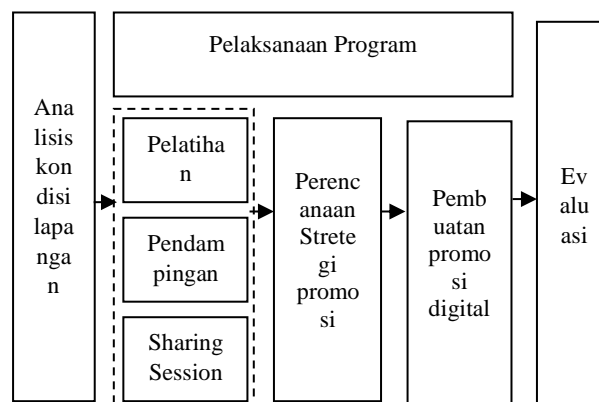 Pelaksanaan Program
Ana
lisis
kon
disi
lapa
nga
n
Pelatiha
n
Pendam
pingan
Sharing
Session
Perenc
anaan
Strete
gi
promo
si
Pemb
uatan
promo
si
digital
Ev
alu
asi